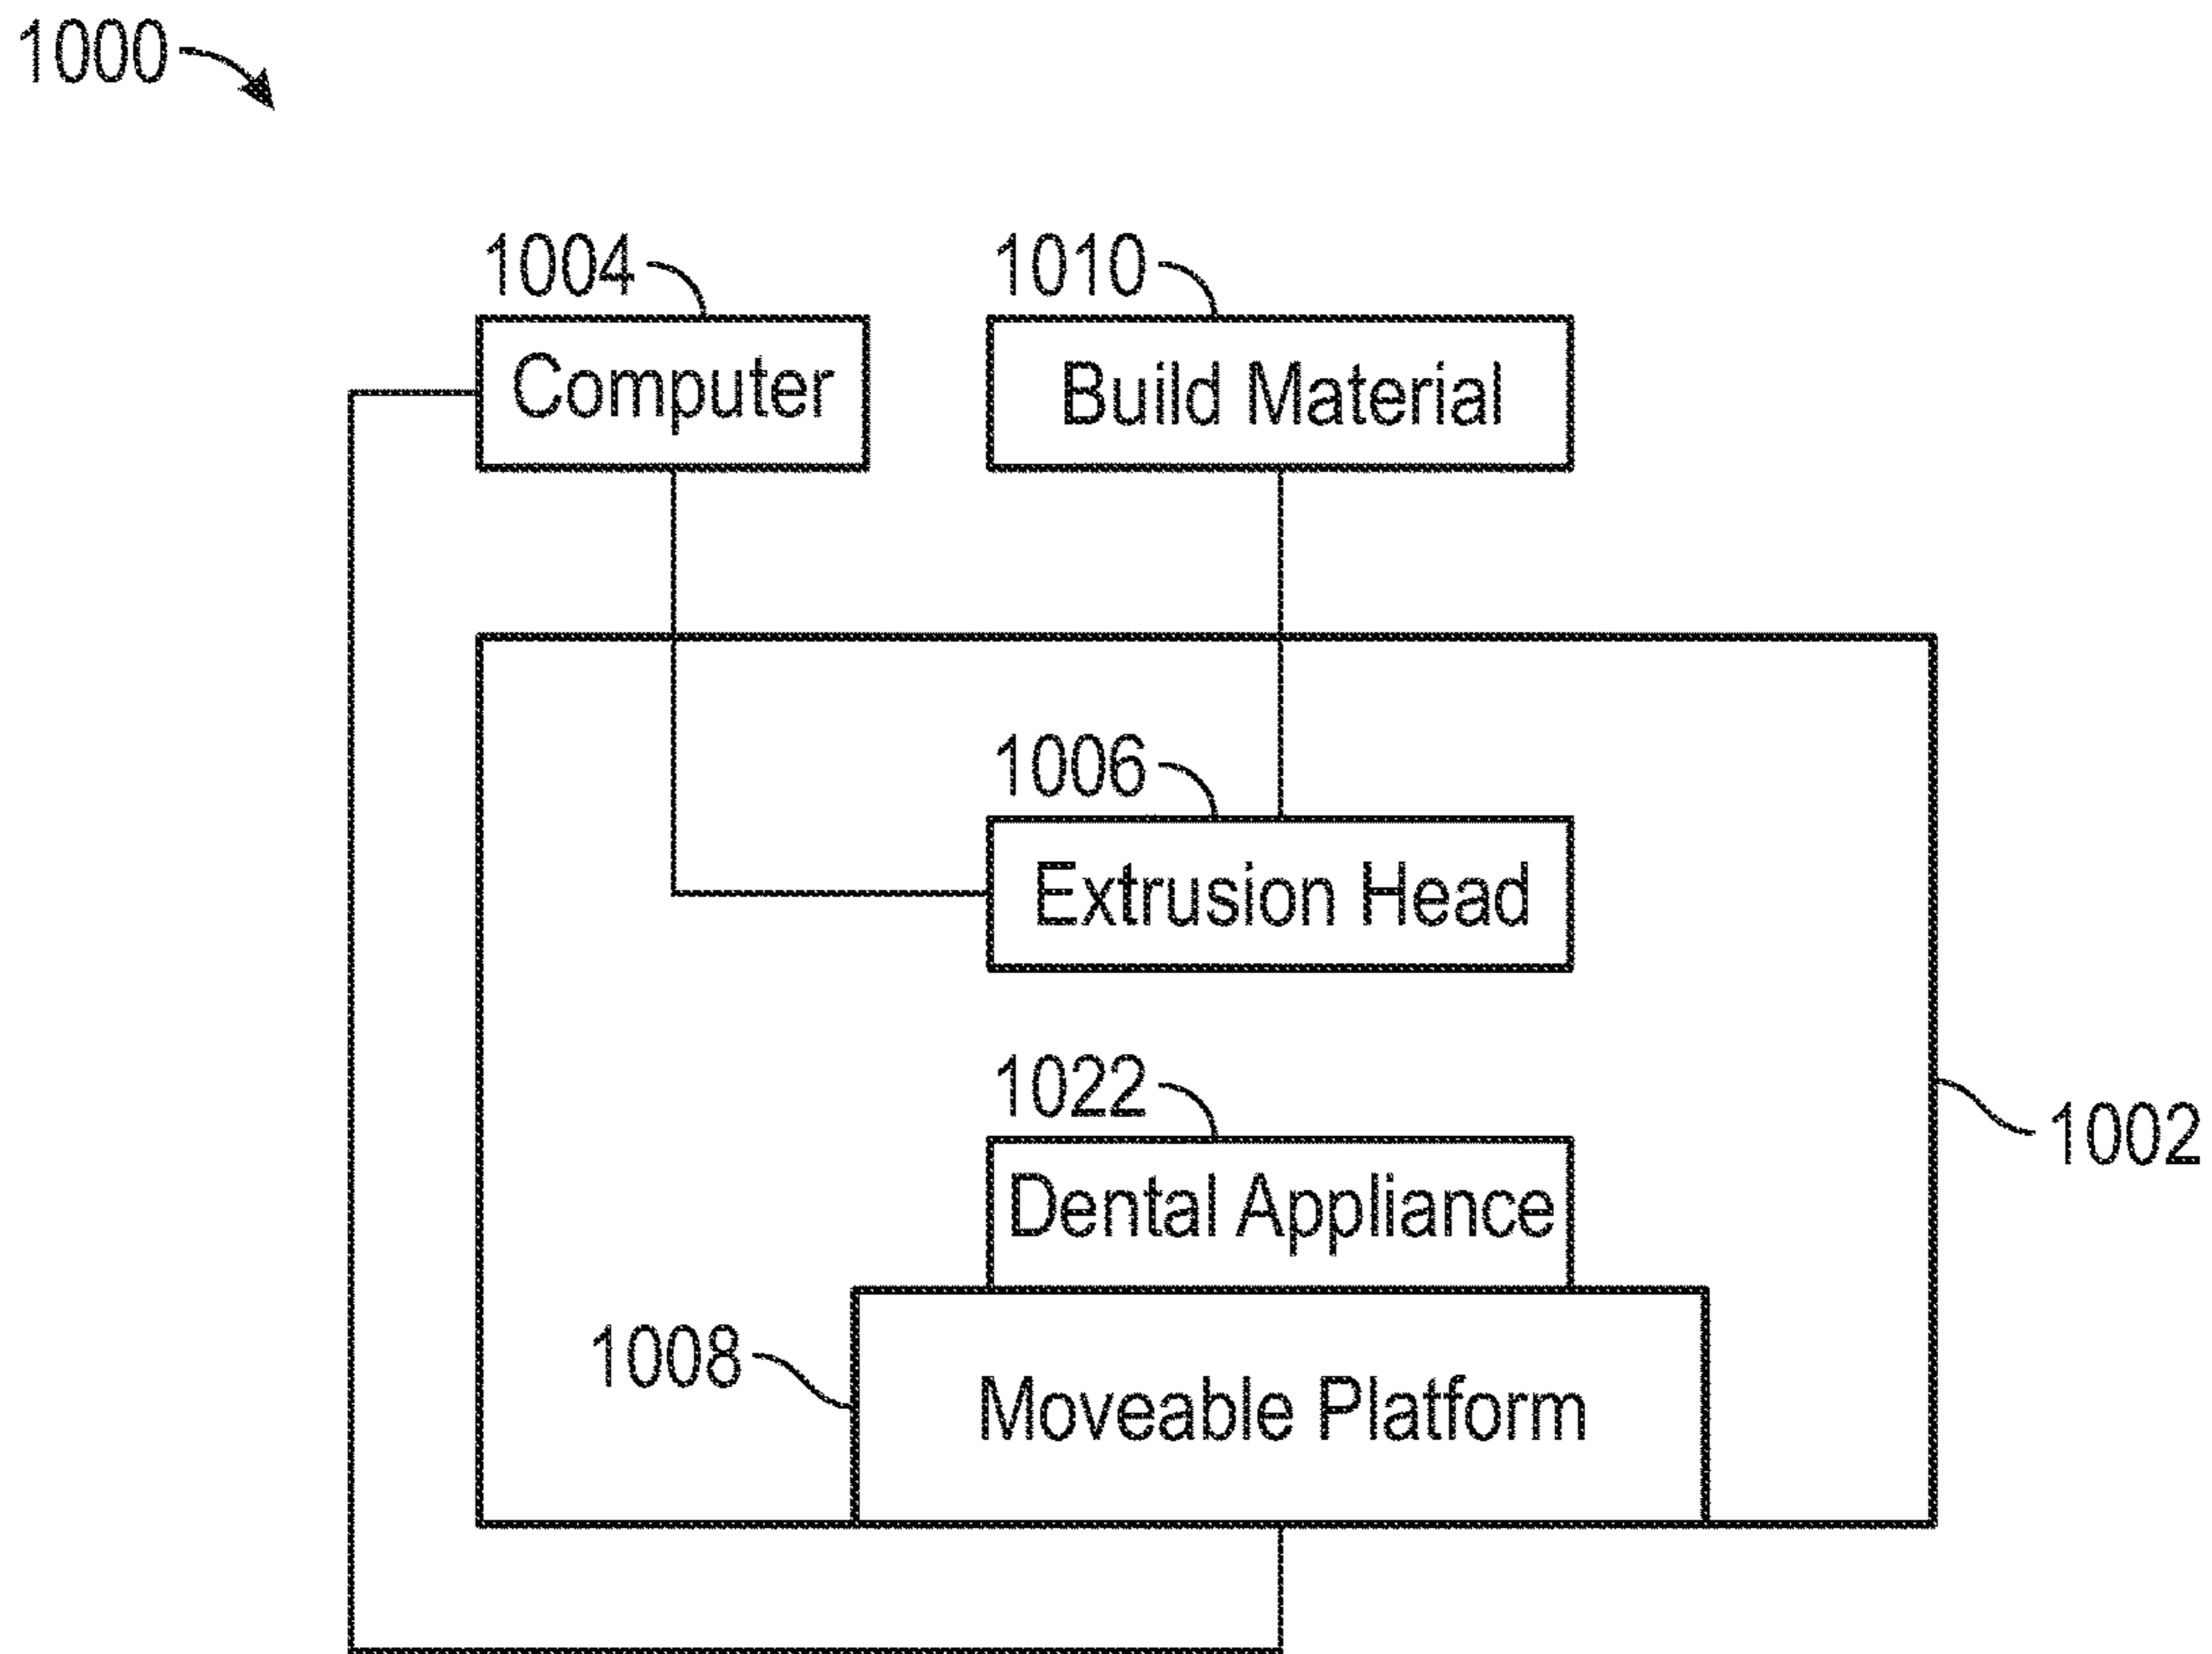 1000
1004
1010
Computer
Build Material
1006
Extrusion Head
1022
Dental Appliance
1002
1008
Moveable Platform